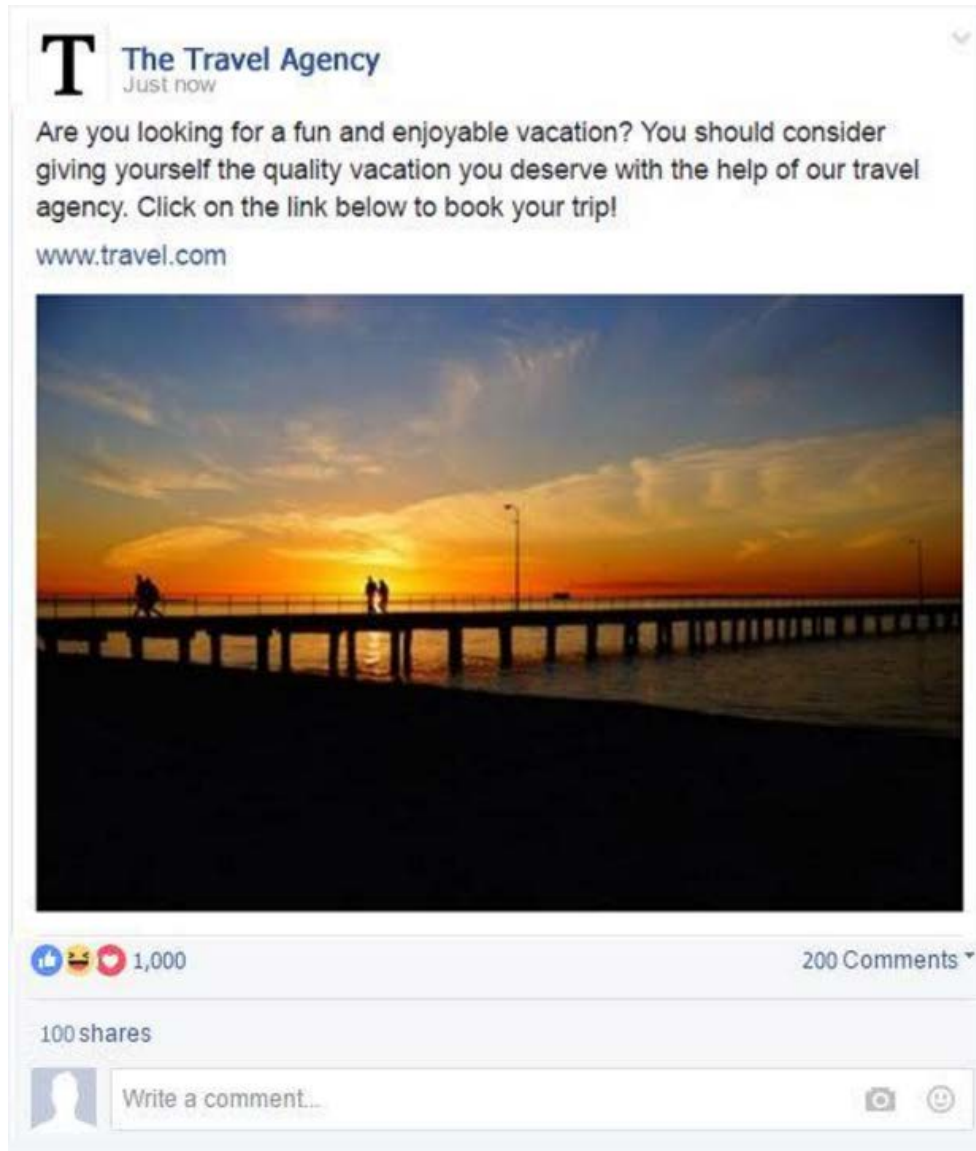 T
The Travel Agency
Just now
Are you looking for a fun and enjoyable vacation? You should consider
giving yourself the quality vacation you deserve with the help of our travel
agency. Click on the link below to book your trip!
www.travel.com
1,000
200 Comments
100 shares
Write a comment...